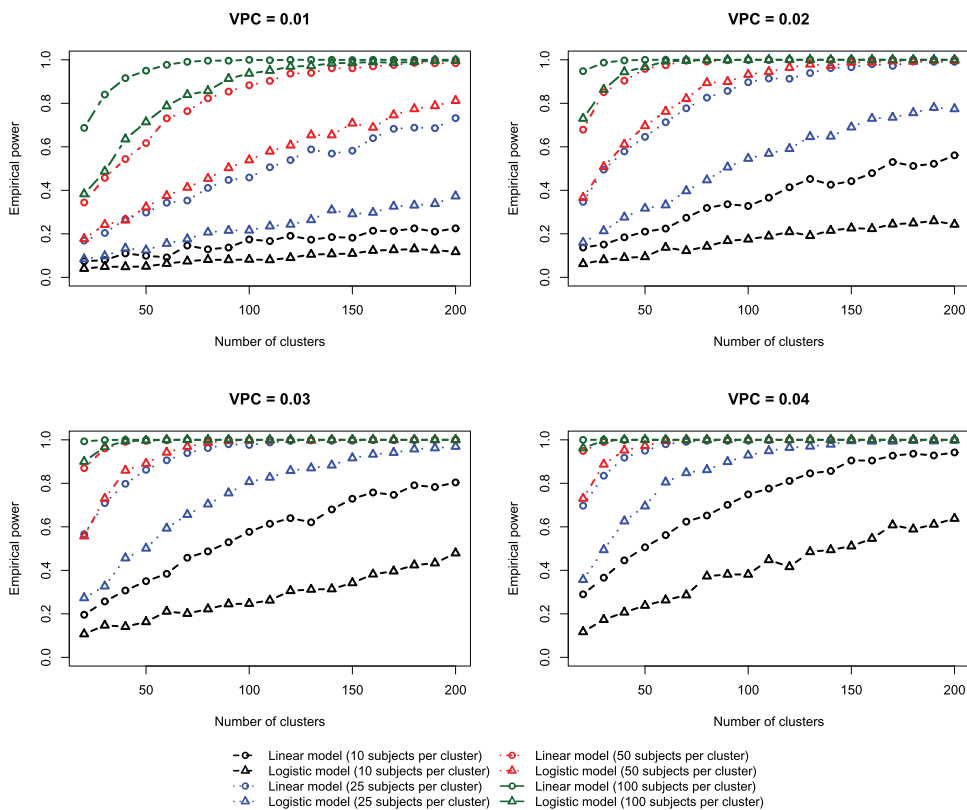 VPC = 0.01
Empirical power
0.0 0.2 0.4 0.6 0.8 1.0
50 100 150 200
Number of clusters
VPC = 0.02
Empirical power
0.0 0.2 0.4 0.6 0.8 1.0
50 100 150 200
Number of clusters
VPC = 0.03
Empirical power
0.0 0.2 0.4 0.6 0.8 1.0
50 100 150 200
Number of clusters
VPC = 0.04
Empirical power
0.0 0.2 0.4 0.6 0.8 1.0
50 100 150 200
Number of clusters
Linear model (10 subjects per cluster)
Logistic model (10 subjects per cluster)
Linear model (25 subjects per cluster)
Logistic model (25 subjects per cluster)
Linear model (50 subjects per cluster)
Logistic model (50 subjects per cluster)
Linear model (100 subjects per cluster)
Logistic model (100 subjects per cluster)